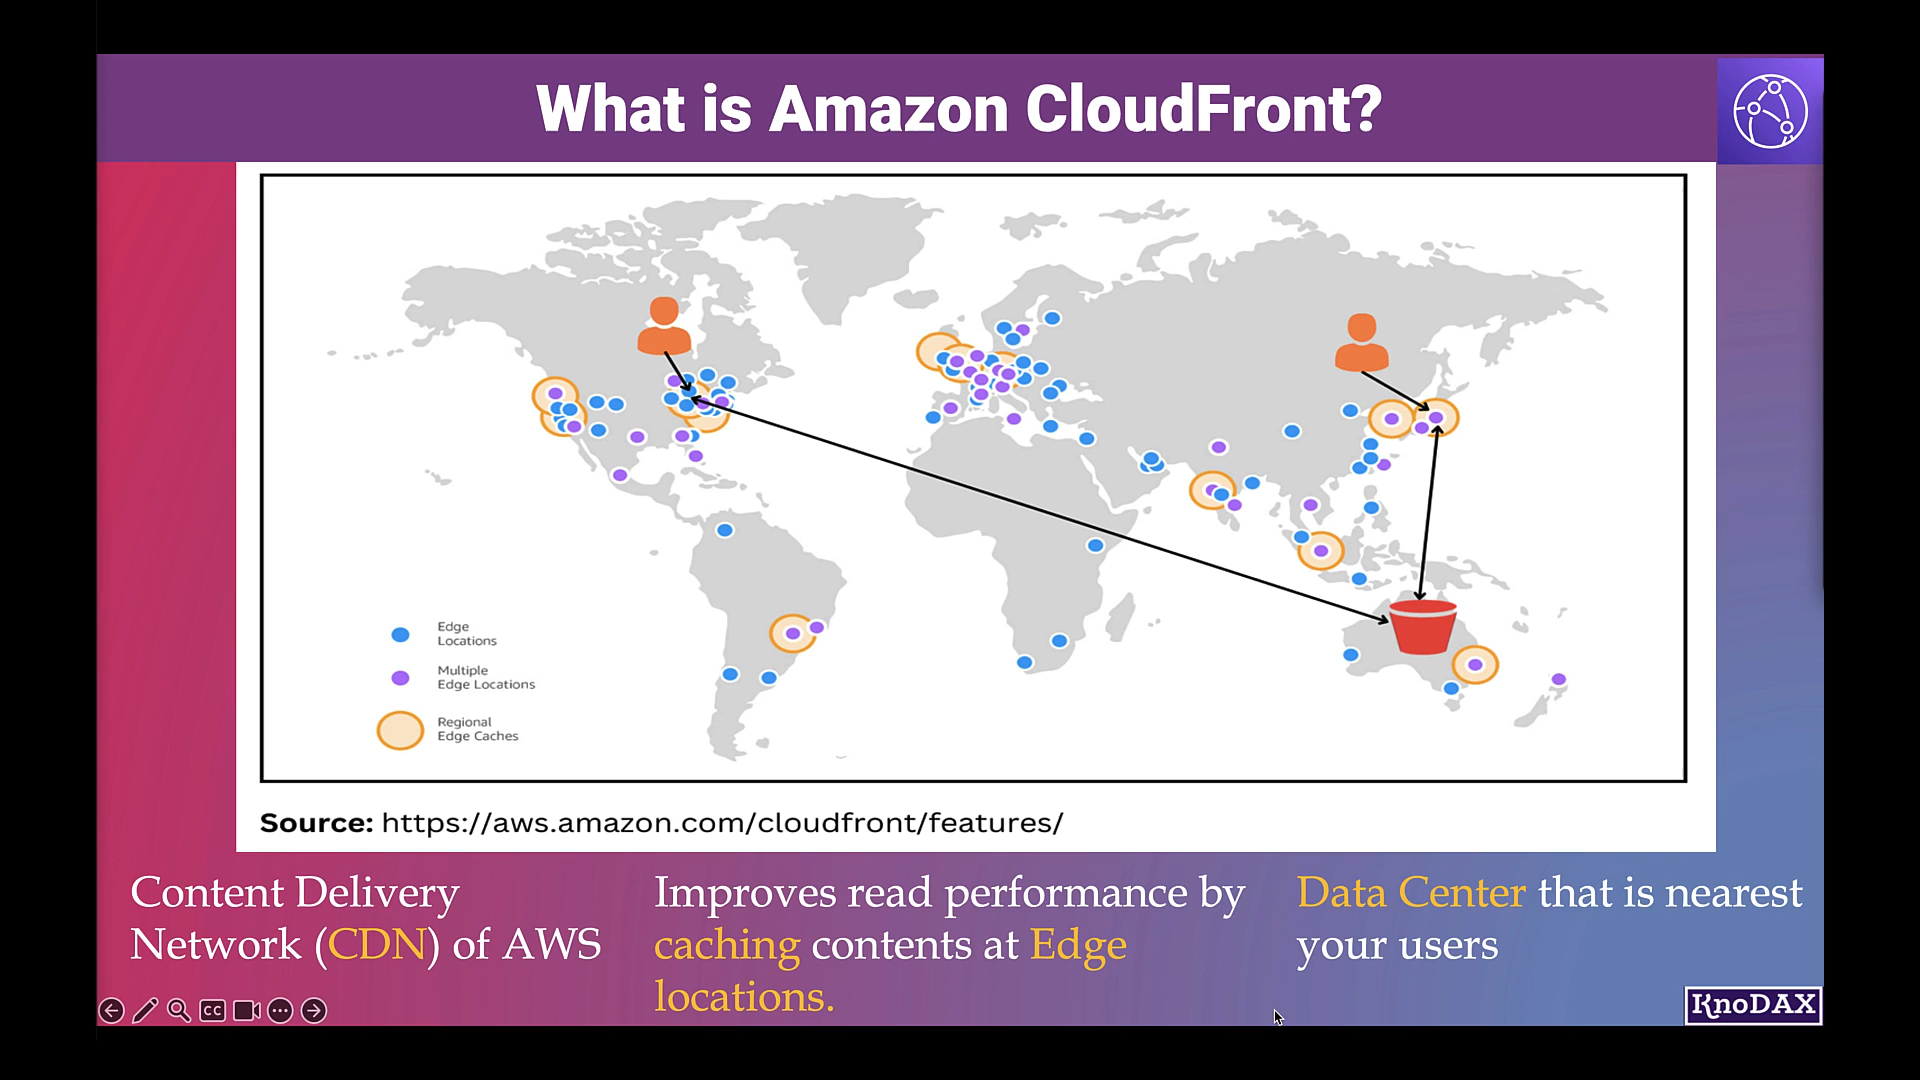 What is Amazon CloudFront?
Edge
Locations
Multiple
Edge Locations
Regional
Edge Caches
Source: https://aws.amazon.com/cloudfront/features/
Content Delivery
Network (CDN) of AWS
Improves read performance by
caching contents at Edge
locations.
Data Center that is nearest
your users
CC
KnoDAX